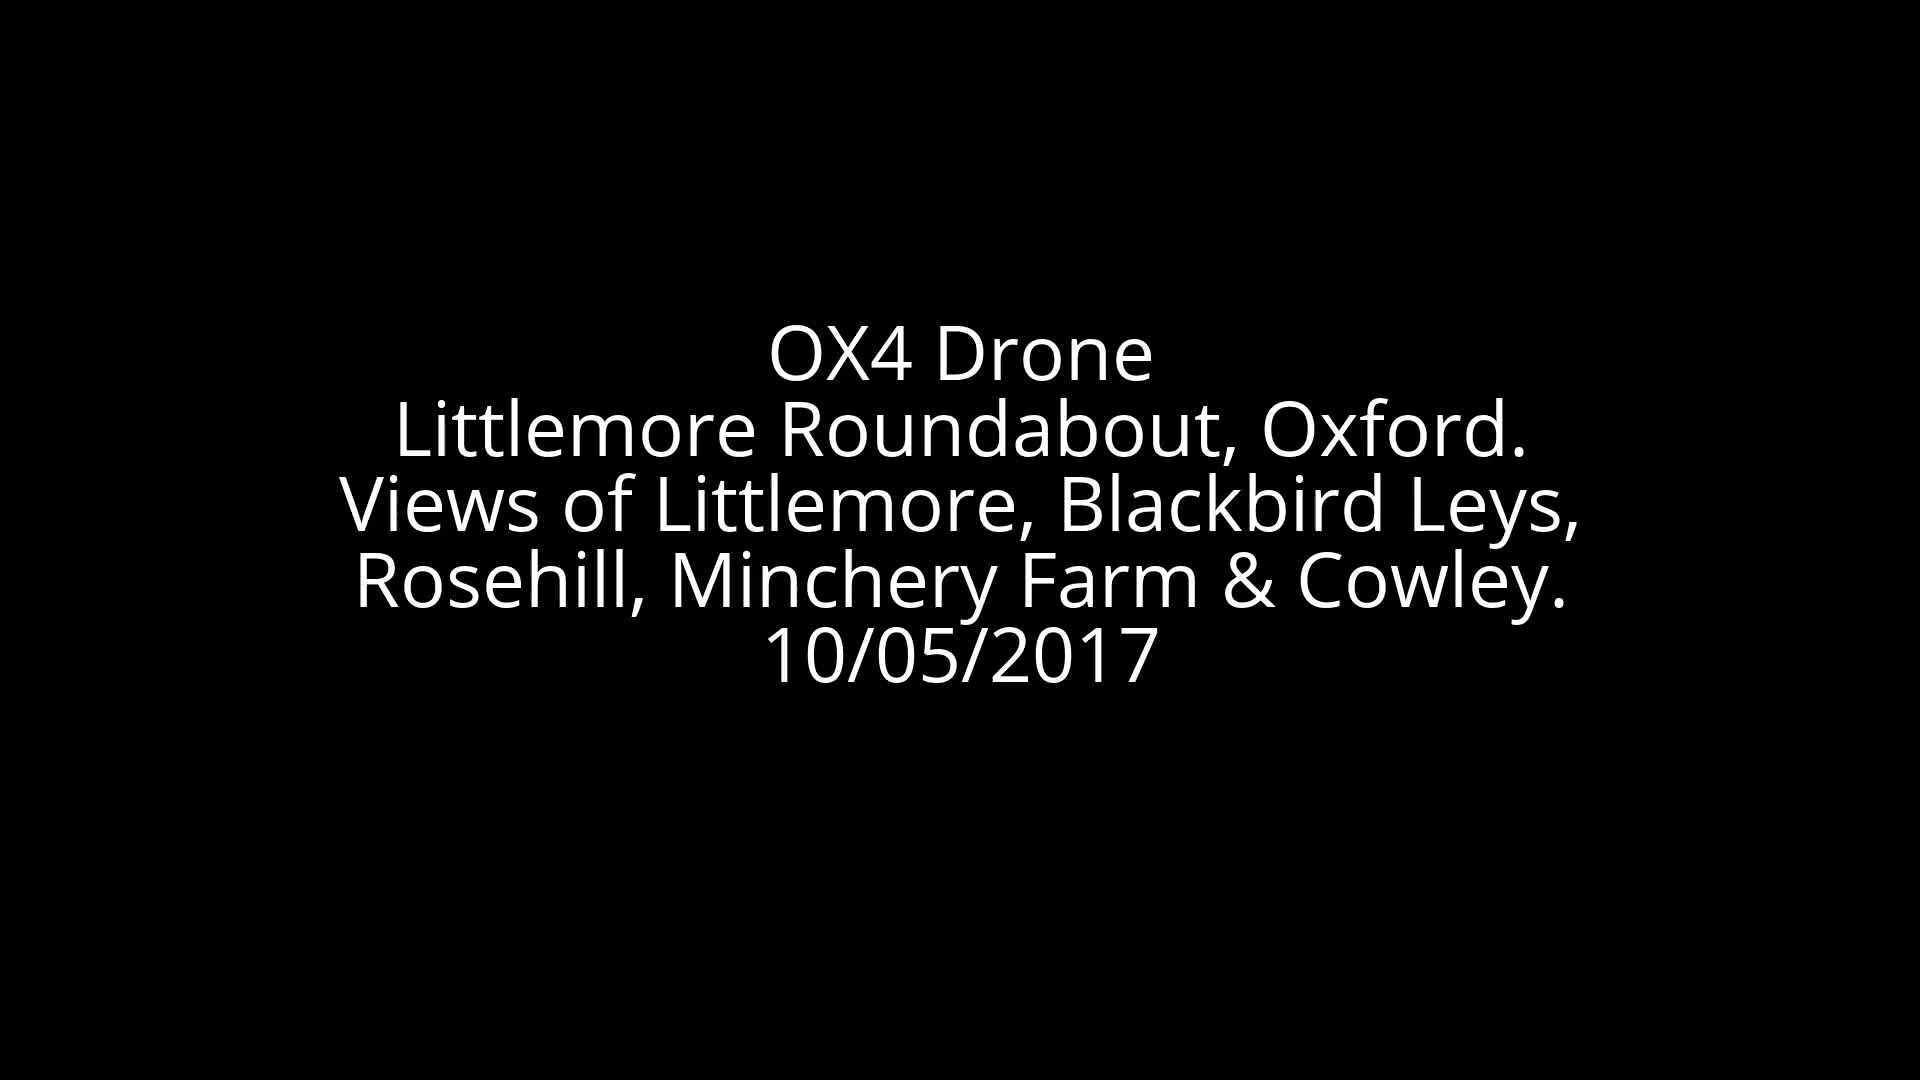 OX4 Drone
Littlemore Roundabout, Oxford.
Views of Littlemore, Blackbird Leys,
Rosehill, Minchery Farm & Cowley.
10/05/2017